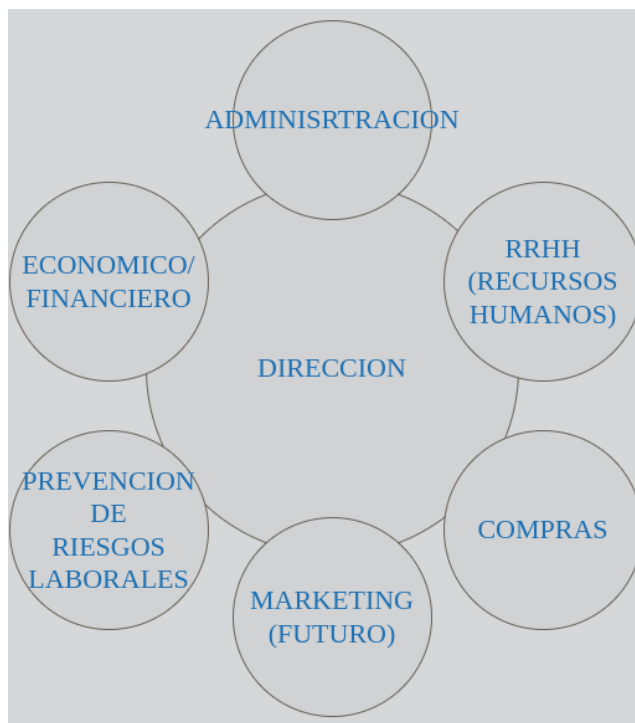 ADMINISRTRACION
ECONOMICO/
FINANCIERO
RRHH
(RECURSOS
HUMANOS)
DIRECCION
PREVENCION
DE
RIESGOS
LABORALES
COMPRAS
MARKETING
(FUTURO)